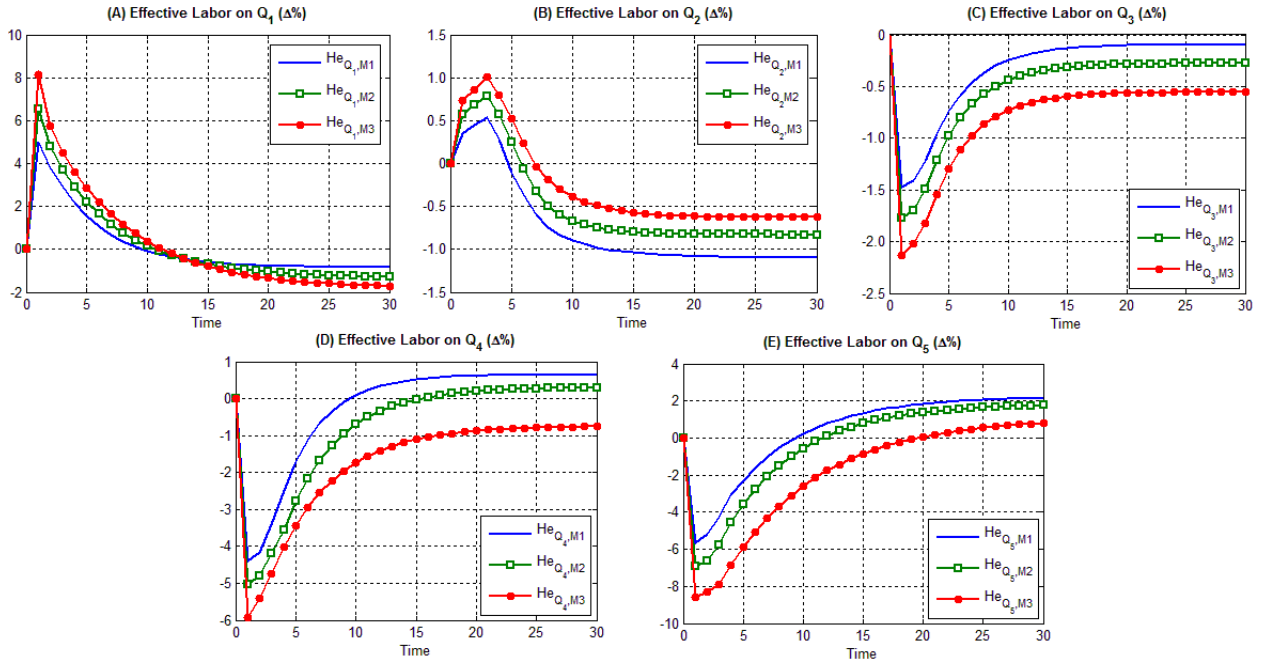 (A) Effective Labor on Q1 (Δ%)
10
8
6
4
2
0
-2
0 5 10 15 20 25 30
Time
HeQ1,M1
HeQ1,M2
HeQ1,M3
(B) Effective Labor on Q2 (Δ%)
1.5
1.0
0.5
0
-0.5
-1.0
1.5
0 5 10 15 20 25 30
Time
HeQ2,M1
HeQ2M2
HeQ2,M3
(C) Effective Labor on Q3 (Δ%)
0
-0.5
-1.0
-1.5
-2.0
-2.5
0 5 10 15 20 25 30
Time
HeQ3,M1
HeQ3,M2
HeQ3,M3
(D) Effective Labor on Q4 (Δ%)
1
0
-1
-2
-3
-4
-5
-6
0 5 10 15 20 25 30
Time
HeQ4,M1
HeQ4,M2
HeQ4,M3
(E) Effective Labor on Q5 (Δ%)
4
2
0
-2
-4
-6
-8
-10
0 5 10 15 20 25 30
Time
HeQ5,M1
HeQ5,M2
HeQ5,M3